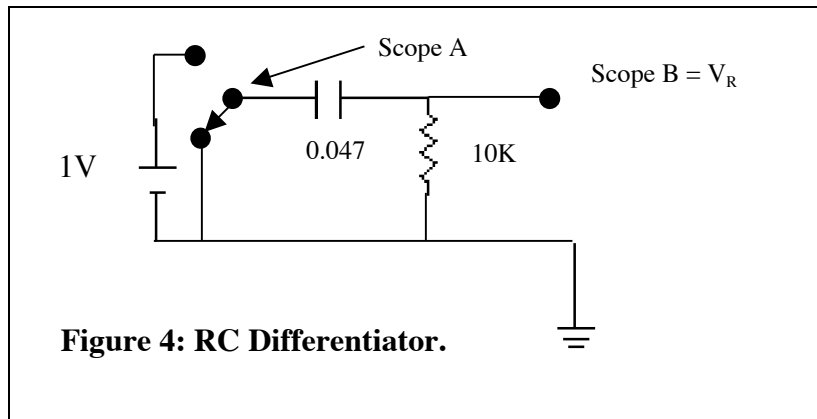 Scope A
Scope B = V_R
0.047
10K
1V
Figure 4: RC Differentiator.